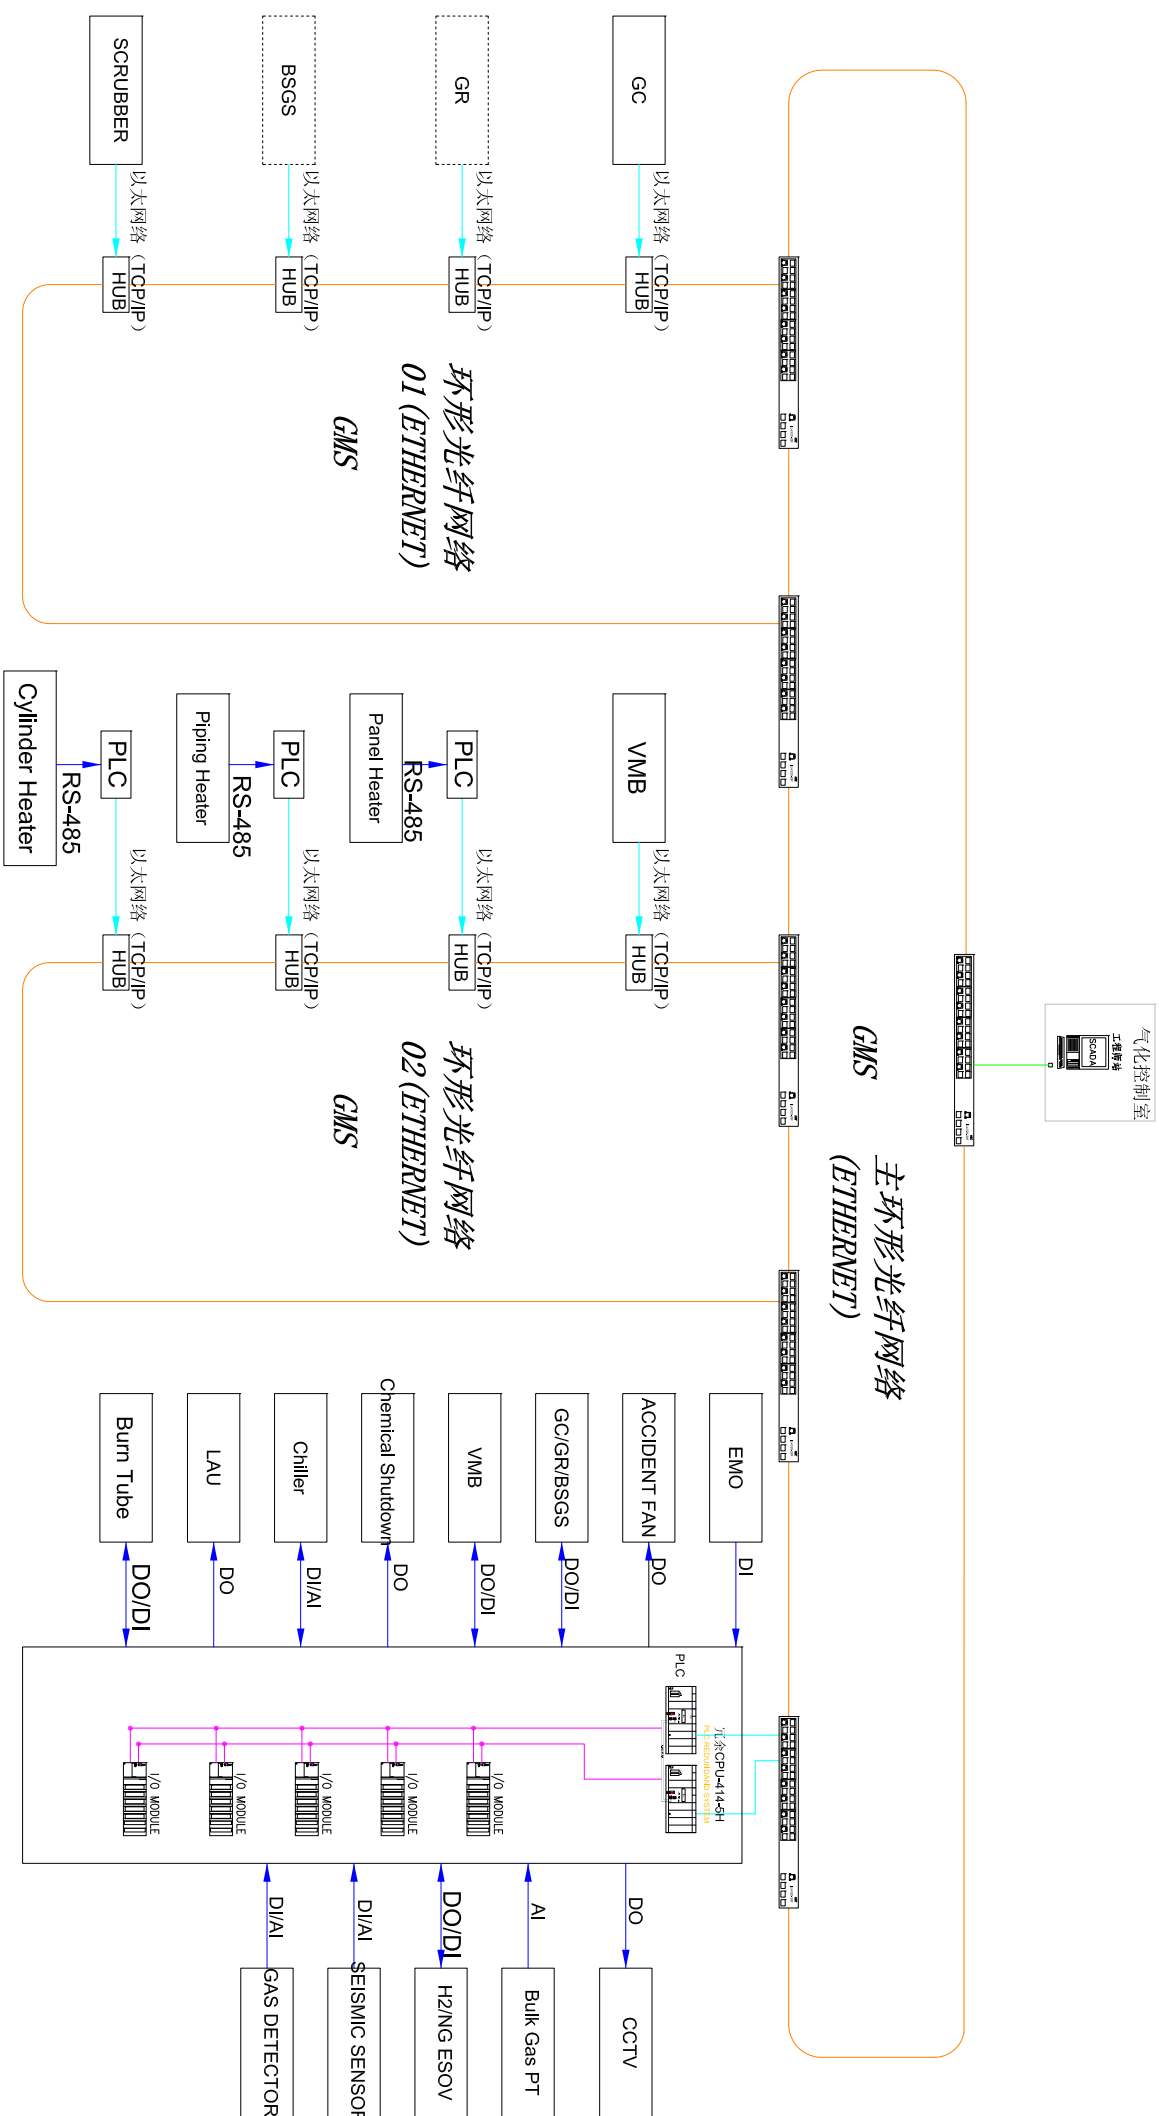 气化控制室
工程师站
SCADA
主环形光纤网络
(ETHERNET)
GMS
GC
以太网络（TCP/IP）
HUB
GR
以太网络（TCP/IP）
HUB
BSGS
以太网络（TCP/IP）
HUB
SCRUBBER
以太网络（TCP/IP）
HUB
环形光纤网络
01(ETHERNET)
GMS
VMB
以太网络（TCP/IP）
HUB
Panel Heater
RS-485
PLC
以太网络（TCP/IP）
HUB
Piping Heater
RS-485
PLC
以太网络（TCP/IP）
HUB
Cylinder Heater
RS-485
PLC
以太网络（TCP/IP）
HUB
环形光纤网络
02(ETHERNET)
GMS
EMO
DI
ACCIDENT FAN
DO
GC/GR/BSGS
DO/DI
VMB
DO/DI
Chemical Shutdown
DO
Chiller
DI/AI
LAU
DO
Burn Tube
DO/DI
PLC
冗余CPU-414-5H
PLC REDUNDAND SYSTEM
I/O MODULE
I/O MODULE
I/O MODULE
I/O MODULE
I/O MODULE
DO
CCTV
AI
Bulk Gas PT
DO/DI
H2/NG ESOV
DI/AI
SEISMIC SENSOR
DI/AI
GAS DETECTOR